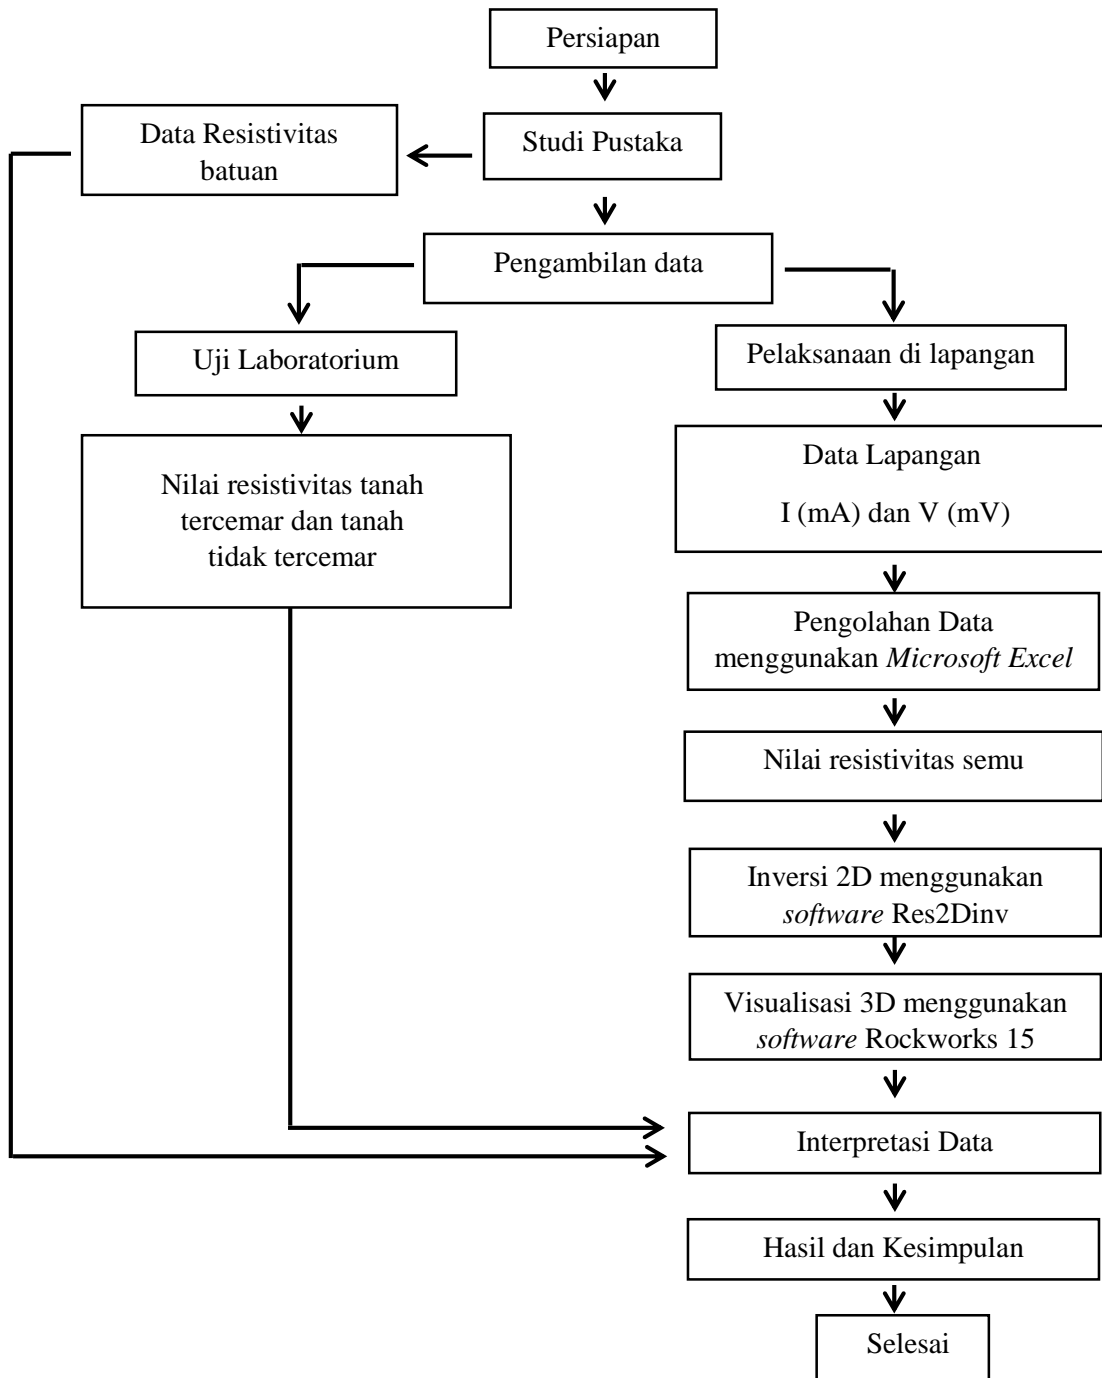 Persiapan
Data Resistivitas
batuan
Studi Pustaka
Pengambilan data
Uji Laboratorium
Pelaksanaan di lapangan
Nilai resistivitas tanah
tercemar dan tanah
tidak tercemar
Data Lapangan
I (mA) dan V (mV)
Pengolahan Data
menggunakan Microsoft Excel
Nilai resistivitas semu
Inversi 2D menggunakan
software Res2Dinv
Visualisasi 3D menggunakan
software Rockworks 15
Interpretasi Data
Hasil dan Kesimpulan
Selesai